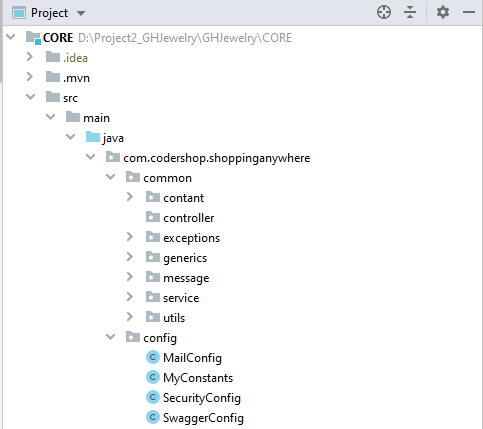 Project
CORE D:\Project2_GHJewelry\GHJewelry\CORE
.idea
.mvn
src
main
java
com.codershop.shoppinganywhere
common
contant
controller
exceptions
generics
message
service
utils
config
C MailConfig
C MyConstants
C SecurityConfig
C SwaggerConfig